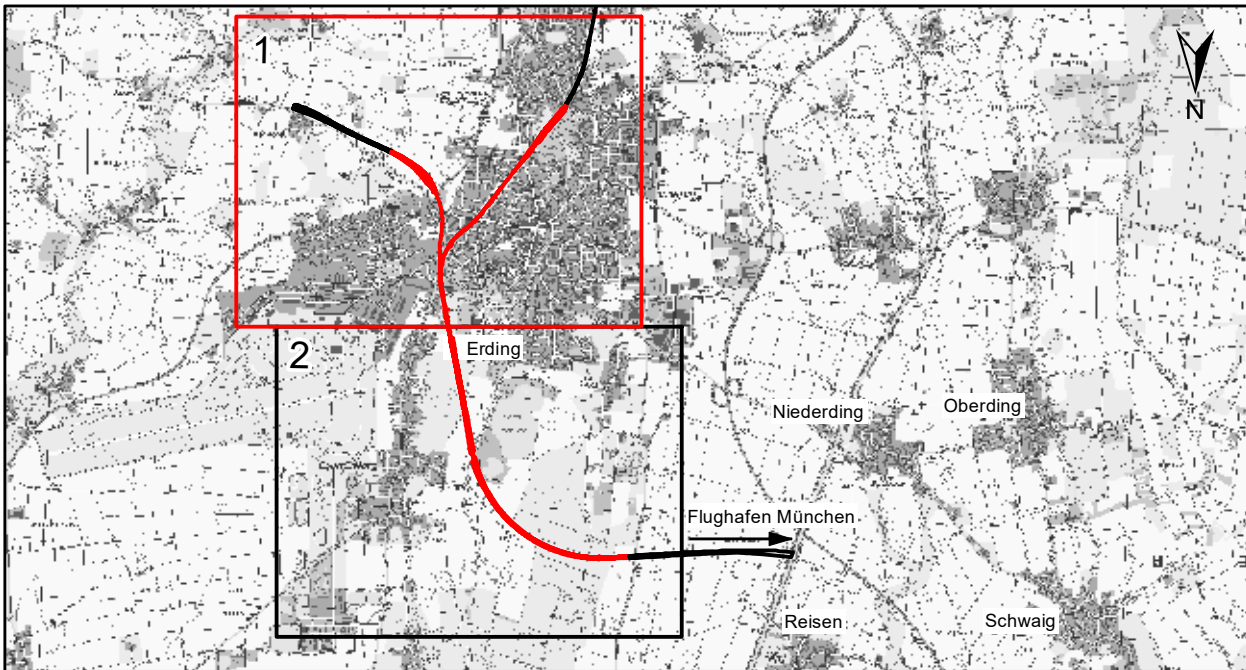 1
N
2
Erding
Niederding
Oberding
Flughafen München
Reisen
Schwaig